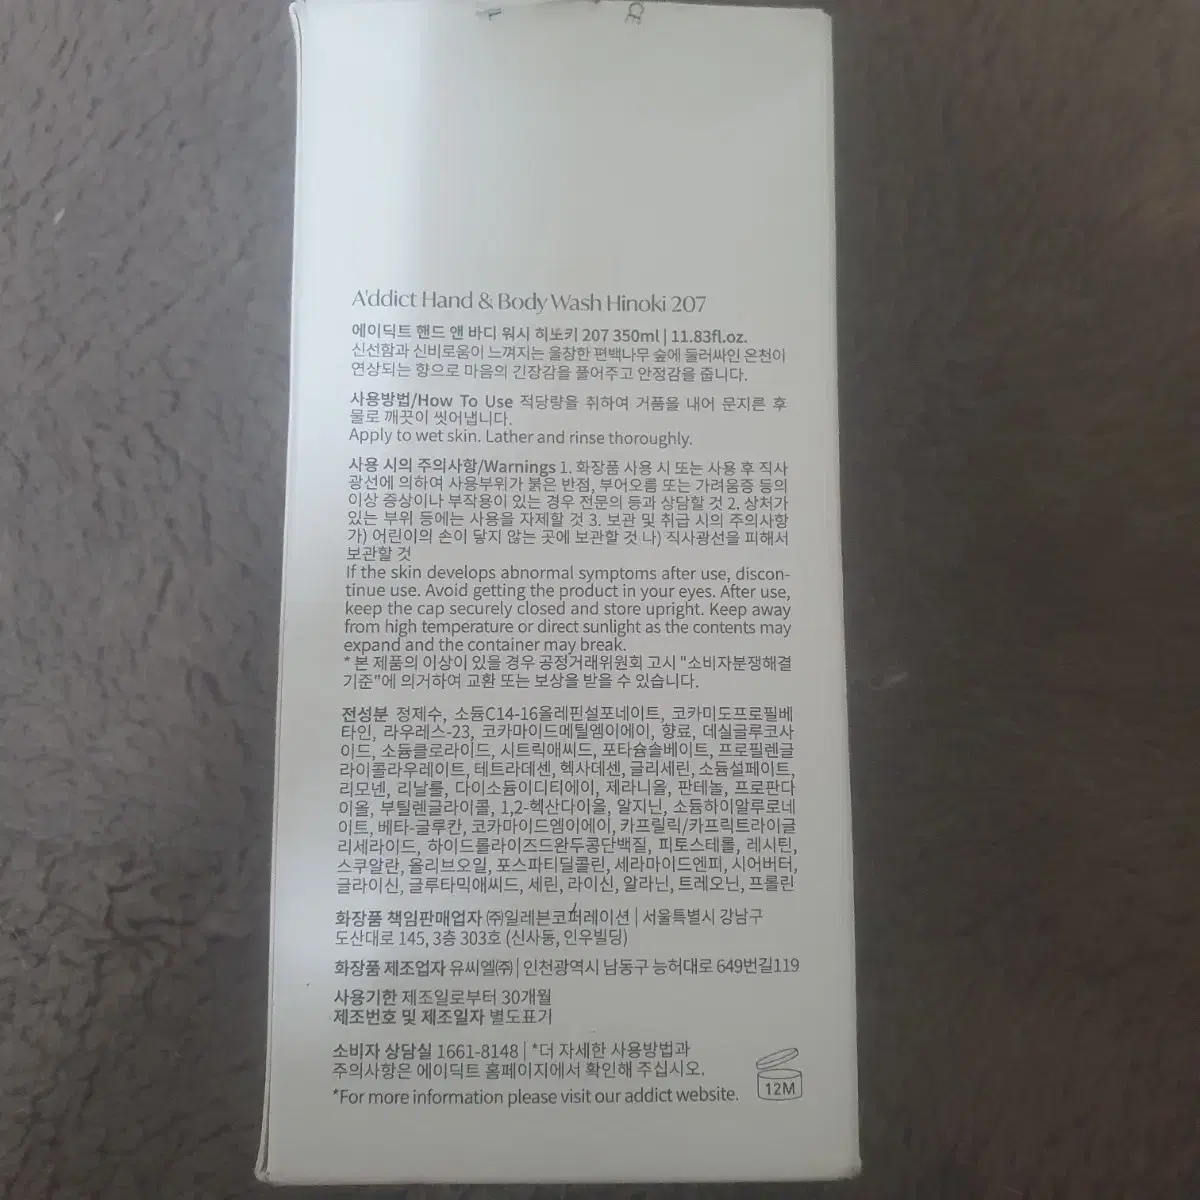 A'ddict Hand & Body Wash Hinoki 207
에이딕트 핸드 앤 바디 워시 히노키 207 350ml | 11.83fl.oz.
신선함과 신비로움이 느껴지는 울창한 편백나무 숲에 둘러싸인 온천이
연상되는 향으로 마음의 긴장감을 풀어주고 안정감을 줍니다.
사용방법/How To Use 적당량을 취하여 거품을 내어 문지른 후
물로 깨끗이 씻어냅니다.
Apply to wet skin. Lather and rinse thoroughly.
사용 시의 주의사항/Warnings 1. 화장품 사용 시 또는 사용 후 직사
광선에 의하여 사용부위가 붉은 반점, 부어오름 또는 가려움증 등의
이상 증상이나 부작용이 있는 경우 전문의 등과 상담할 것 2. 상처가
있는 부위 등에는 사용을 자제할 것 3. 보관 및 취급 시의 주의사항
가) 어린이의 손이 닿지 않는 곳에 보관할 것 나) 직사광선을 피해서
보관할 것
If the skin develops abnormal symptoms after use, discon-
tinue use. Avoid getting the product in your eyes. After use,
keep the cap securely closed and store upright. Keep away
from high temperature or direct sunlight as the contents may
expand and the container may break.
* 본 제품의 이상이 있을 경우 공정거래위원회 고시 "소비자분쟁해결
기준"에 의거하여 교환 또는 보상을 받을 수 있습니다.
전성분 정제수, 소듐C14-16올레핀설포네이트, 코카미도프로필베
타인, 라우레스-23, 코카마이드메틸엠이에이, 향료, 데실글루코사
이드, 소듐클로라이드, 시트릭애씨드, 포타슘솔베이트, 프로필렌글
라이콜라우레이트, 테트라데센, 헥사데센, 글리세린, 소듐설페이트,
리모넨, 리날룰, 다이소듐이디티에이, 제라니올, 판테놀, 프로판다
이올, 부틸렌글라이콜, 1,2-헥산다이올, 알지닌, 소듐하이알루로네
이트, 베타-글루칸, 코카마이드엠이에이, 카프릴릭/카프릭트라이글
리세라이드, 하이드롤라이즈드완두콩단백질, 피토스테롤, 레시틴,
스쿠알란, 올리브오일, 포스파티딜콜린, 세라마이드엔피, 시어버터,
글라이신, 글루타믹애씨드, 세린, 라이신, 알라닌, 트레오닌, 프롤린
화장품 책임판매업자 ㈜일레븐코퍼레이션 | 서울특별시 강남구
도산대로 145, 3층 303호 (신사동, 인우빌딩)
화장품 제조업자 유씨엘㈜ | 인천광역시 남동구 능허대로 649번길119
사용기한 제조일로부터 30개월
제조번호 및 제조일자 별도표기
소비자 상담실 1661-8148 | *더 자세한 사용방법과
주의사항은 에이딕트 홈페이지에서 확인해 주십시오.
*For more information please visit our addict website.
12M